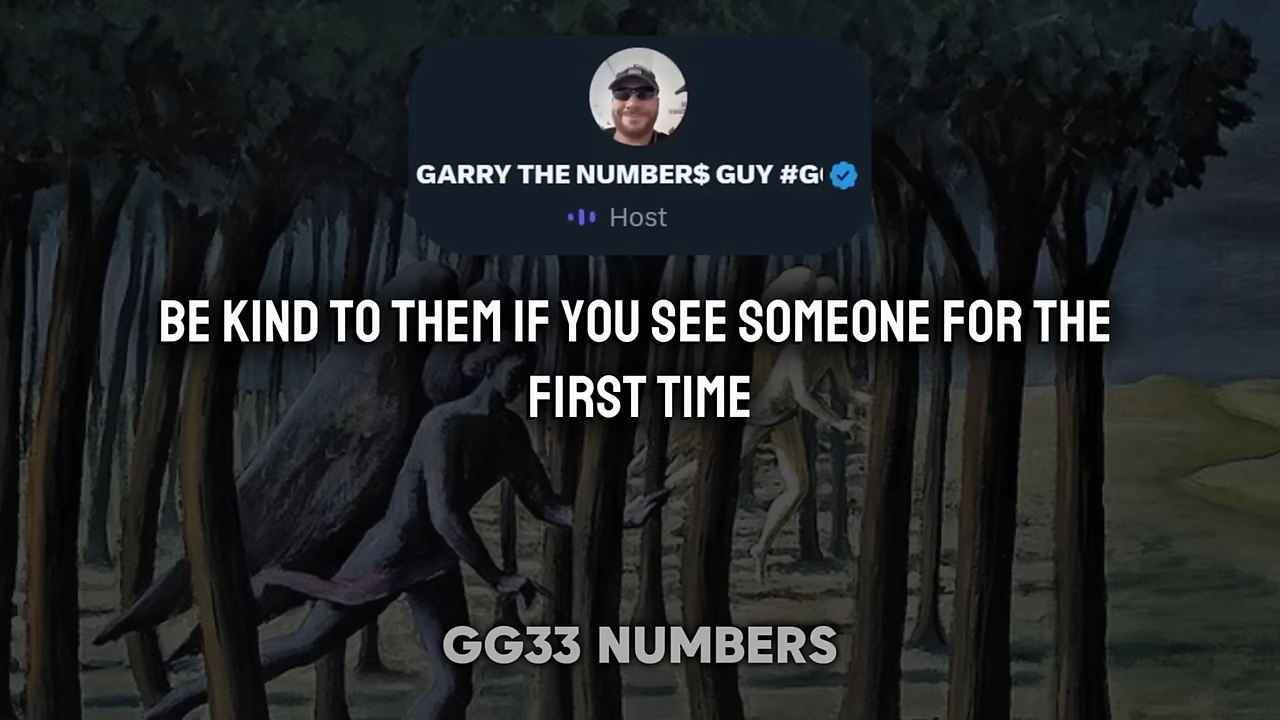 GARRY THE NUMBER$ GUY #G
Host
BE KIND TO THEM IF YOU SEE SOMEONE FOR THE
FIRST TIME
GG33 NUMBERS